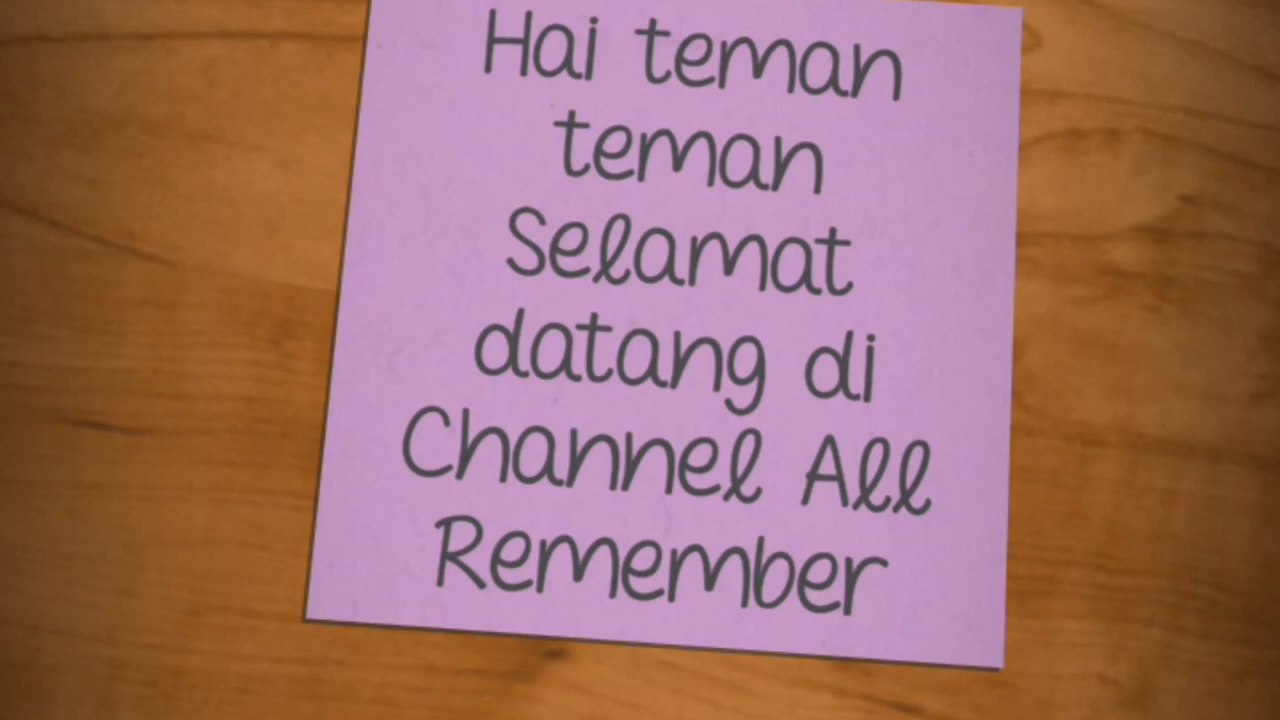 Hai teman
teman
Selamat
datang di
Channel All
Remember